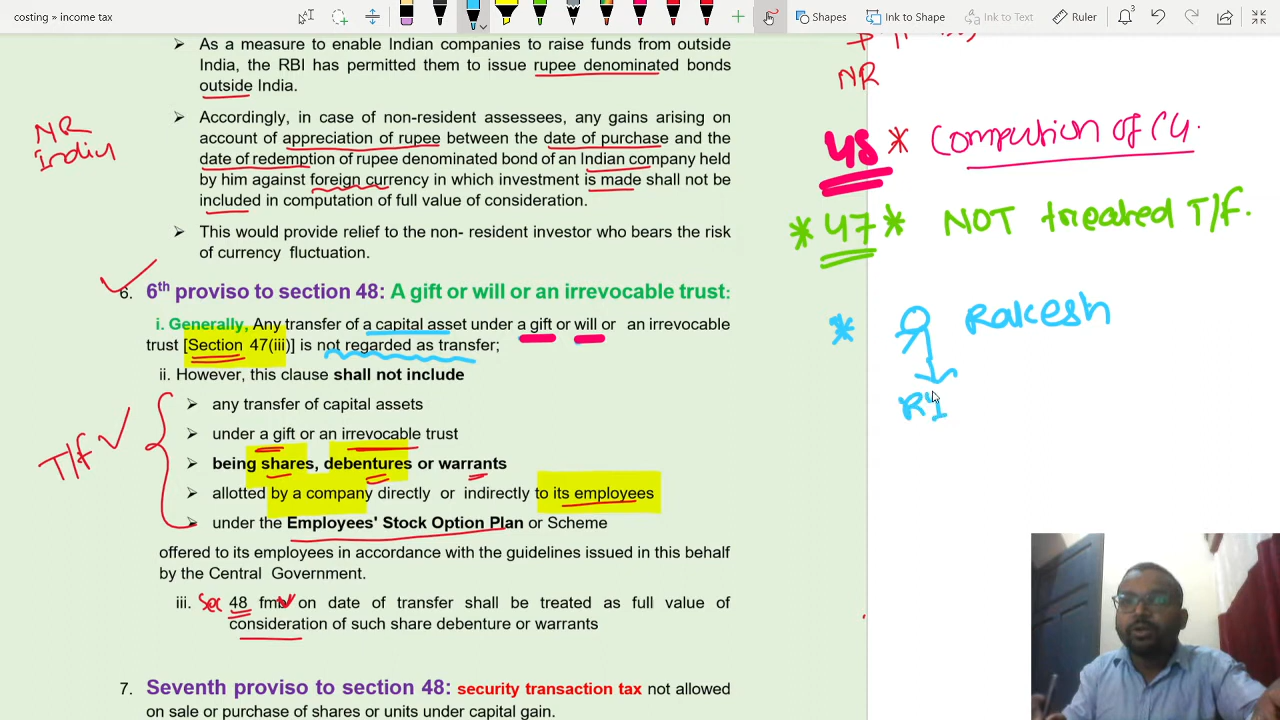 costing » income tax
Shapes
Ink to Shape
Ink to Text
Ruler
3
➢ As a measure to enable Indian companies to raise funds from outside
India, the RBI has permitted them to issue rupee denominated bonds
outside India.
➢ Accordingly, in case of non-resident assessees, any gains arising on
account of appreciation of rupee between the date of purchase and the
date of redemption of rupee denominated bond of an Indian company held
by him against foreign currency in which investment is made shall not be
included in computation of full value of consideration.
➢ This would provide relief to the non- resident investor who bears the risk
of currency fluctuation.
6. 6th proviso to section 48: A gift or will or an irrevocable trust:
i. Generally, Any transfer of a capital asset under a gift or will or an irrevocable
trust [Section 47(iii)] is not regarded as transfer;
ii. However, this clause shall not include
➢ any transfer of capital assets
➢ under a gift or an irrevocable trust
➢ being shares, debentures or warrants
➢ allotted by a company directly or indirectly to its employees
➢ under the Employees' Stock Option Plan or Scheme
offered to its employees in accordance with the guidelines issued in this behalf
by the Central Government.
iii. Sec 48 fmv on date of transfer shall be treated as full value of
consideration of such share debenture or warrants
7. Seventh proviso to section 48: security transaction tax not allowed
on sale or purchase of shares or units under capital gain.
NR
India
T/f
NR
48 * Compution of CG.
*47* NOT treated T/f.
* Rakesh